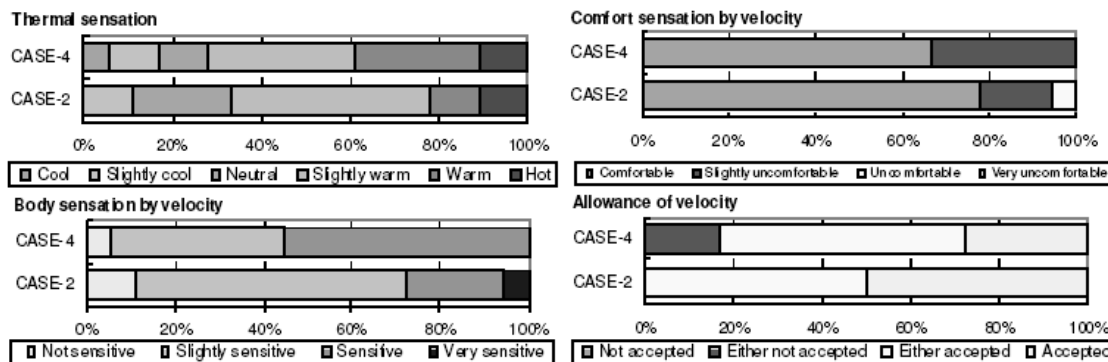 Thermal sensation
CASE-4
CASE-2
0% 20% 40% 60% 80% 100%
Cool Slightly cool Neutral Slightly warm Warm Hot
Comfort sensation by velocity
CASE-4
CASE-2
0% 20% 40% 60% 80% 100%
Comfortable Slightly uncomfortable Uncomfortable Very uncomfortable
Body sensation by velocity
CASE-4
CASE-2
0% 20% 40% 60% 80% 100%
Not sensitive Slightly sensitive Sensitive Very sensitive
Allowance of velocity
CASE-4
CASE-2
0% 20% 40% 60% 80% 100%
Not accepted Either not accepted Either accepted Accepted